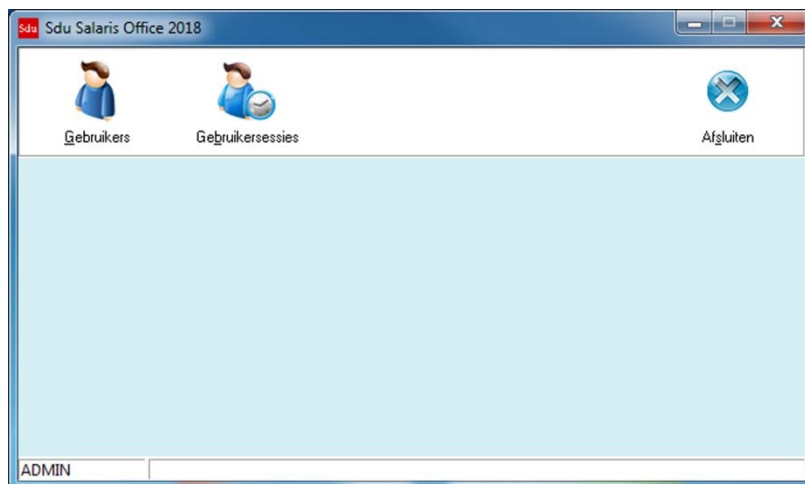 Sdu Sdu Salaris Office 2018
Gebruikers Gebruikersessies Afsluiten
ADMIN